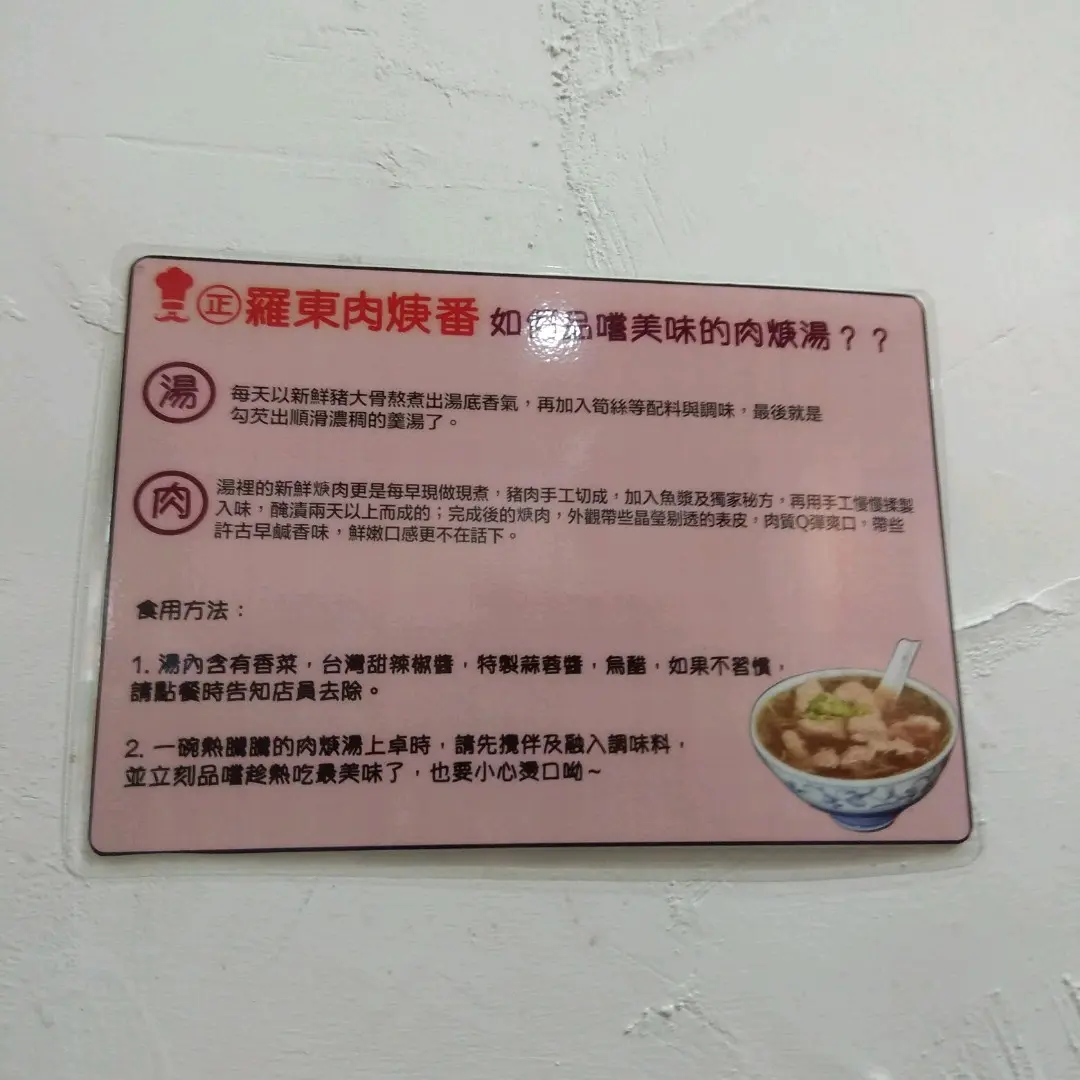 正 羅東肉焿番 如何品嚐美味的肉焿湯？？
湯 每天以新鮮豬大骨熬煮出湯底香氣，再加入筍絲等配料與調味，最後就是
勾芡出順滑濃稠的羹湯了。
肉 湯裡的新鮮焿肉更是每早現做現煮，豬肉手工切成，加入魚漿及獨家秘方，再用手工慢慢揉製
入味，醃漬兩天以上而成的；完成後的焿肉，外觀帶些晶瑩剔透的表皮，肉質Q彈爽口，帶些
許古早鹹香味，鮮嫩口感更不在話下。
食用方法：
1. 湯內含有香菜，台灣甜辣椒醬，特製蒜蓉醬，烏醋，如果不習慣，
請點餐時告知店員去除。
2. 一碗熱騰騰的肉焿湯上卓時，請先攪伴及融入調味料，
並立刻品嚐趁熱吃最美味了，也要小心燙口呦~